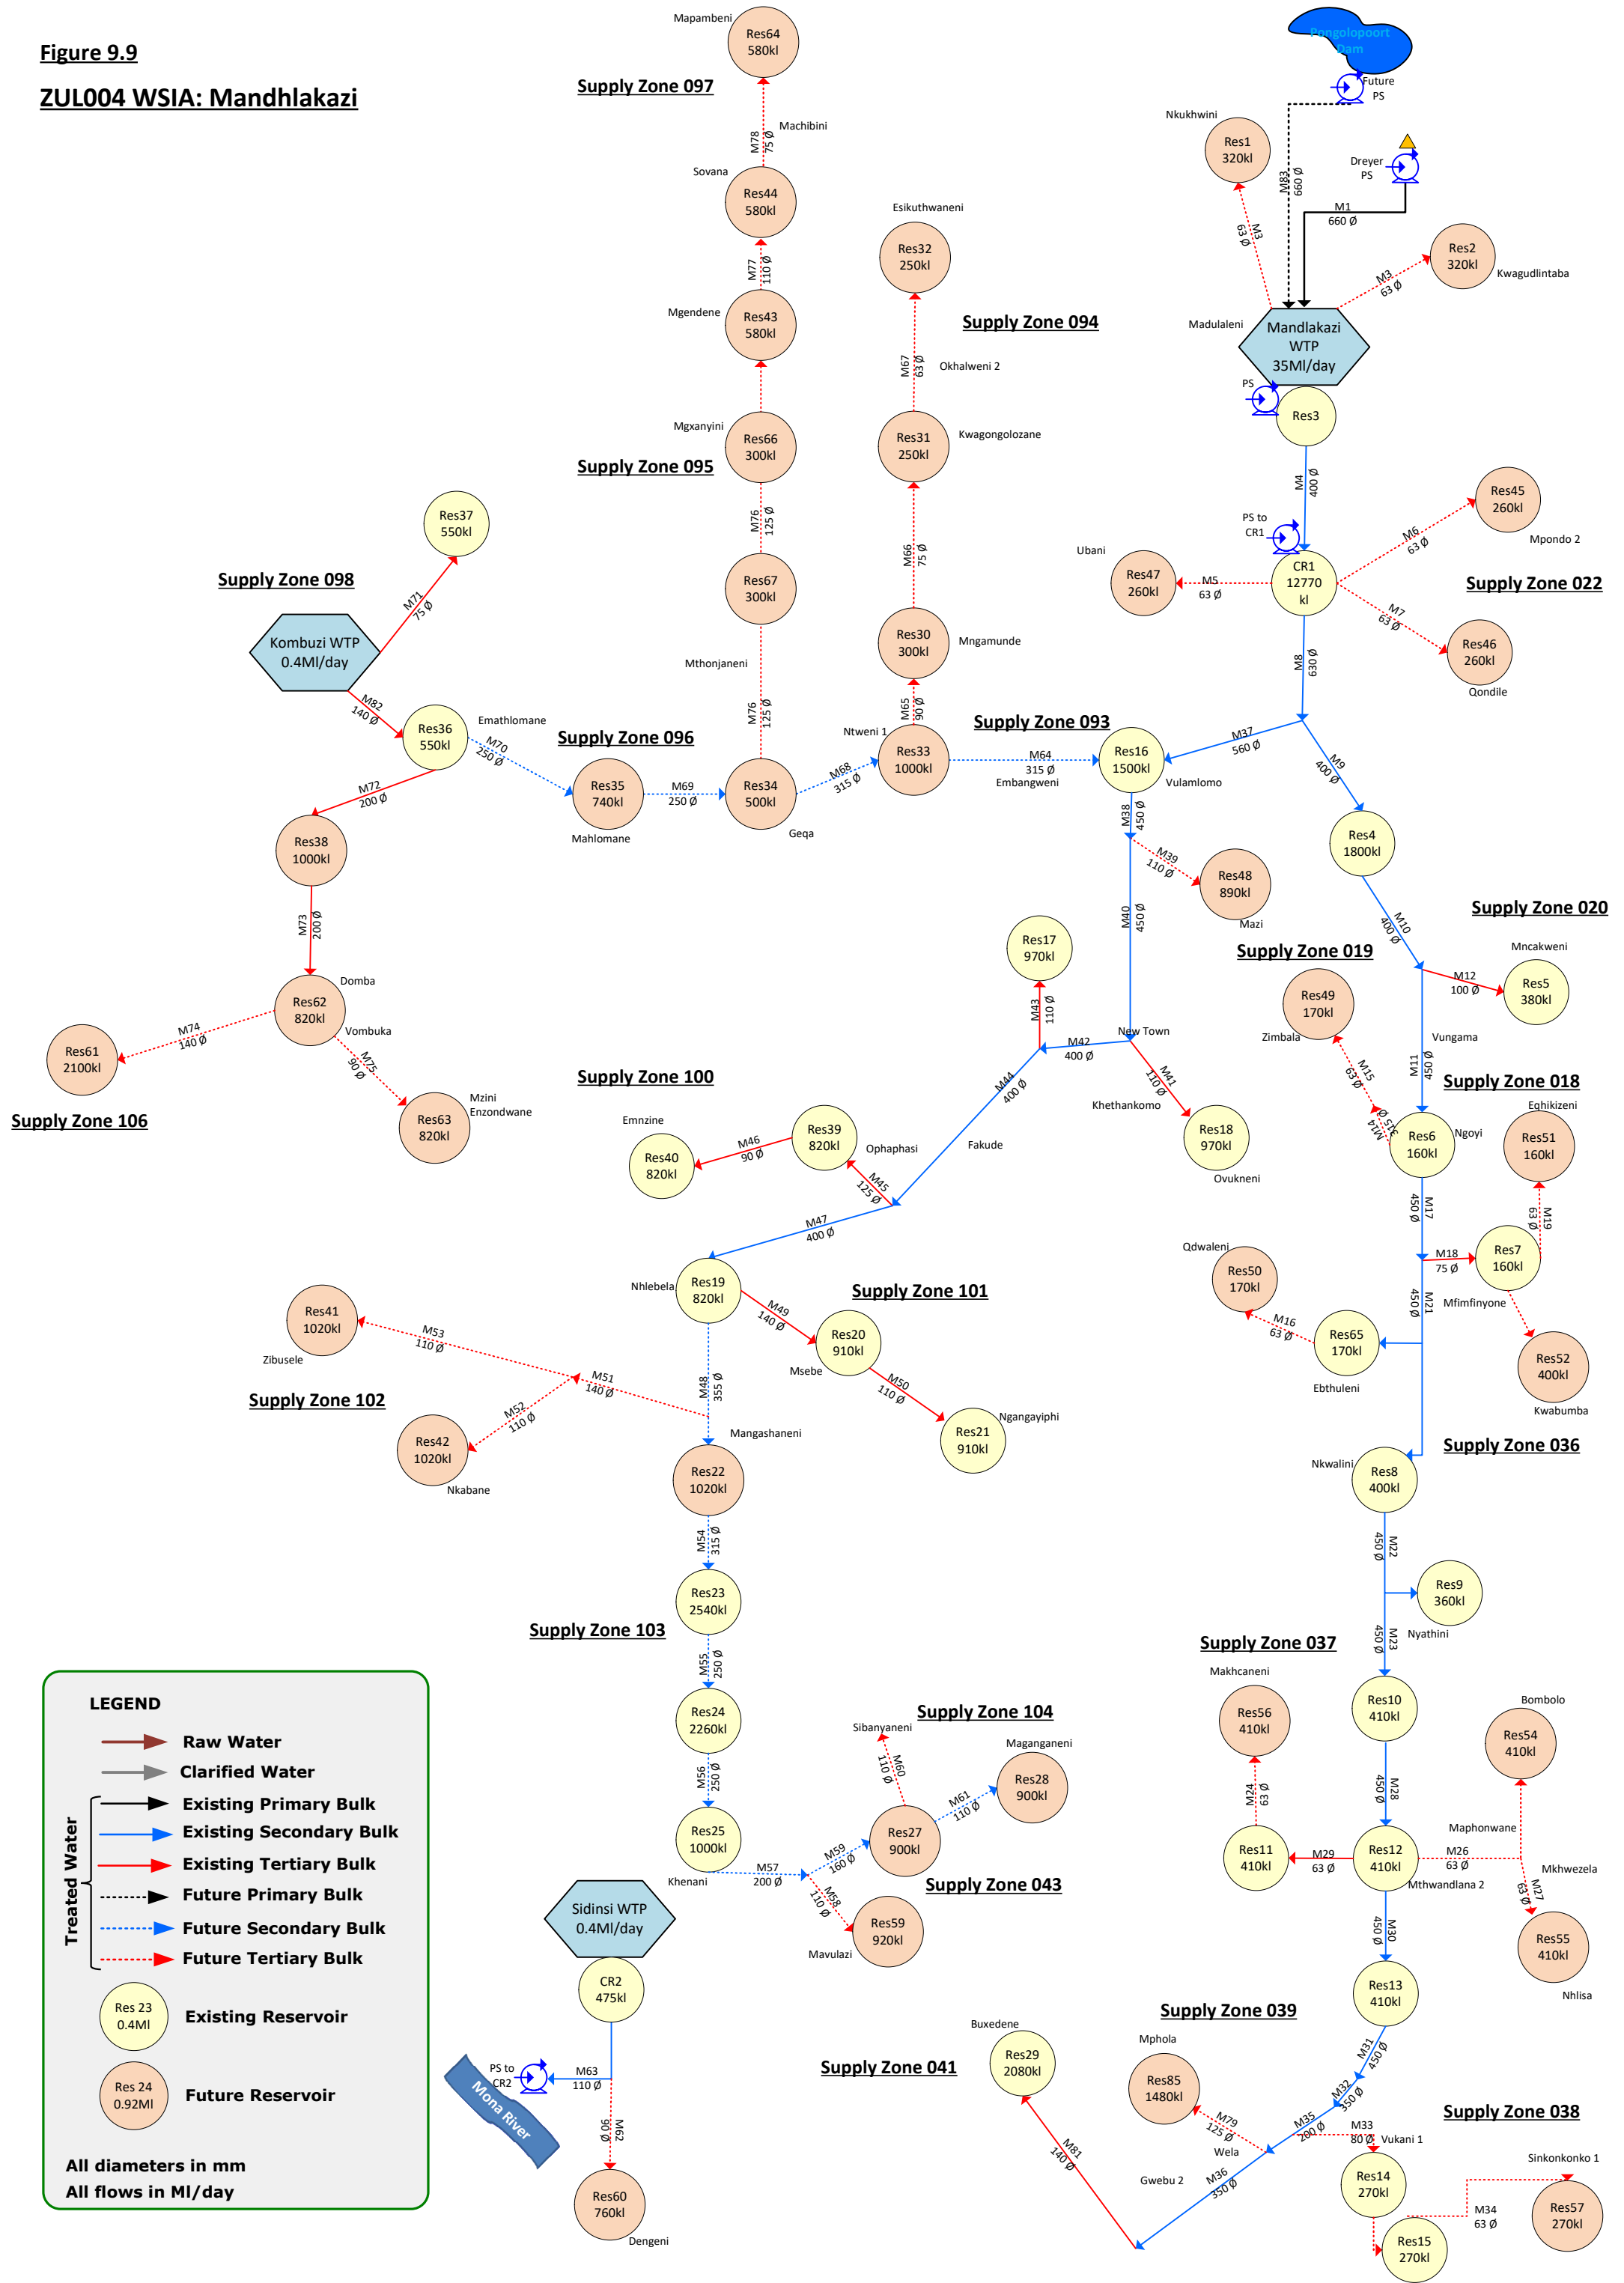 Figure 9.9
ZUL004 WSIA: Mandhlakazi
Mapambeni
Res64
580kl
Supply Zone 097
M78
75 Ø
Machibini
Sovana
Res44
580kl
M77
110 Ø
Mgendene
Res43
580kl
Mgxanyini
Res66
300kl
Supply Zone 095
M76
125 Ø
Res67
300kl
Mthonjaneni
M76
125 Ø
Res34
500kl
Geqa
Esikuthwaneni
Res32
250kl
Supply Zone 094
M67
63 Ø
Okhalweni 2
Res31
250kl
Kwagongolozane
M66
75 Ø
Res30
300kl
Mngamunde
M65
90 Ø
Ntweni 1
Res33
1000kl
M68
315 Ø
Supply Zone 093
M64
315 Ø
Embangweni
Res16
1500kl
Vulamlomo
Pongolopoort
Dam
Future
PS
Nkukhwini
Res1
320kl
M83
660 Ø
Dreyer
PS
M1
660 Ø
M3
63 Ø
Res2
320kl
Kwagudlintaba
M3
63 Ø
Madulaleni
Mandlakazi
WTP
35Ml/day
PS
Res3
M4
400 Ø
PS to
CR1
CR1
12770
kl
Res45
260kl
Mpondo 2
M6
63 Ø
Ubani
Res47
260kl
M5
63 Ø
Supply Zone 022
M7
63 Ø
Res46
260kl
Qondile
M8
630 Ø
M37
560 Ø
M9
400 Ø
Res4
1800kl
M38
450 Ø
M39
110 Ø
Res48
890kl
Mazi
M40
450 Ø
M10
400 Ø
Supply Zone 020
Mncakweni
M12
100 Ø
Res5
380kl
Supply Zone 019
Res49
170kl
Zimbala
M15
63 Ø
M14
315 Ø
M11
450 Ø
Vungama
Supply Zone 018
Res6
160kl
Ngoyi
Eqhikizeni
Res51
160kl
M17
450 Ø
M19
63 Ø
M18
75 Ø
Res7
160kl
Mfimfinyone
M21
450 Ø
Qdwaleni
Res50
170kl
M16
63 Ø
Res65
170kl
Ebthuleni
Res52
400kl
Kwabumba
Supply Zone 036
Nkwalini
Res8
400kl
M22
450 Ø
Res9
360kl
Nyathini
M23
450 Ø
Supply Zone 037
Makhcaneni
Res56
410kl
Res10
410kl
Bombolo
Res54
410kl
M24
63 Ø
M28
450 Ø
Maphonwane
Res11
410kl
M29
63 Ø
Res12
410kl
M26
63 Ø
Mthwandlana 2
Mkhwezela
M27
63 Ø
Res55
410kl
Nhlisa
M30
450 Ø
Res13
410kl
M31
450 Ø
Supply Zone 039
Mphola
Res85
1480kl
M32
350 Ø
M79
125 Ø
M35
200 Ø
M33
80 Ø
Vukani 1
Supply Zone 038
Wela
Gwebu 2
M36
350 Ø
Res14
270kl
Sinkonkonko 1
Res57
270kl
M34
63 Ø
Res15
270kl
Buxedene
Res29
2080kl
Supply Zone 041
M81
140 Ø
Res37
550kl
Supply Zone 098
M71
75 Ø
Kombuzi WTP
0.4Ml/day
M82
140 Ø
Res36
550kl
Emathlomane
M70
250 Ø
Supply Zone 096
Res35
740kl
Mahlomane
M69
250 Ø
M72
200 Ø
Res38
1000kl
M73
200 Ø
Domba
Res62
820kl
Vombuka
M74
140 Ø
Res61
2100kl
Supply Zone 106
M75
90 Ø
Res63
820kl
Mzini
Enzondwane
Res17
970kl
M43
110 Ø
New Town
M42
400 Ø
M41
110 Ø
Khethankomo
Res18
970kl
Ovukneni
Supply Zone 100
M44
400 Ø
Fakude
Emnzine
Res40
820kl
M46
90 Ø
Res39
820kl
Ophaphasi
M45
125 Ø
M47
400 Ø
Nhlebela
Res19
820kl
Supply Zone 101
M49
140 Ø
Res20
910kl
Msebe
M50
110 Ø
Ngangayiphi
Res21
910kl
M48
355 Ø
Res41
1020kl
Zibusele
M53
110 Ø
M51
140 Ø
Supply Zone 102
M52
110 Ø
Res42
1020kl
Nkabane
Mangashaneni
Res22
1020kl
M54
315 Ø
Res23
2540kl
Supply Zone 103
M55
250 Ø
Res24
2260kl
M56
250 Ø
Res25
1000kl
Khenani
M57
200 Ø
Supply Zone 104
Sibanyaneni
M60
110 Ø
Maganganeni
Res28
900kl
M61
110 Ø
Res27
900kl
M59
160 Ø
Supply Zone 043
M58
110 Ø
Res59
920kl
Mavulazi
Sidinsi WTP
0.4Ml/day
CR2
475kl
PS to
CR2
M63
110 Ø
Mona River
M62
90 Ø
Res60
760kl
Dengeni
LEGEND
Raw Water
Clarified Water
Treated Water
Existing Primary Bulk
Existing Secondary Bulk
Existing Tertiary Bulk
Future Primary Bulk
Future Secondary Bulk
Future Tertiary Bulk
Res 23
0.4Ml
Existing Reservoir
Res 24
0.92Ml
Future Reservoir
All diameters in mm
All flows in Ml/day